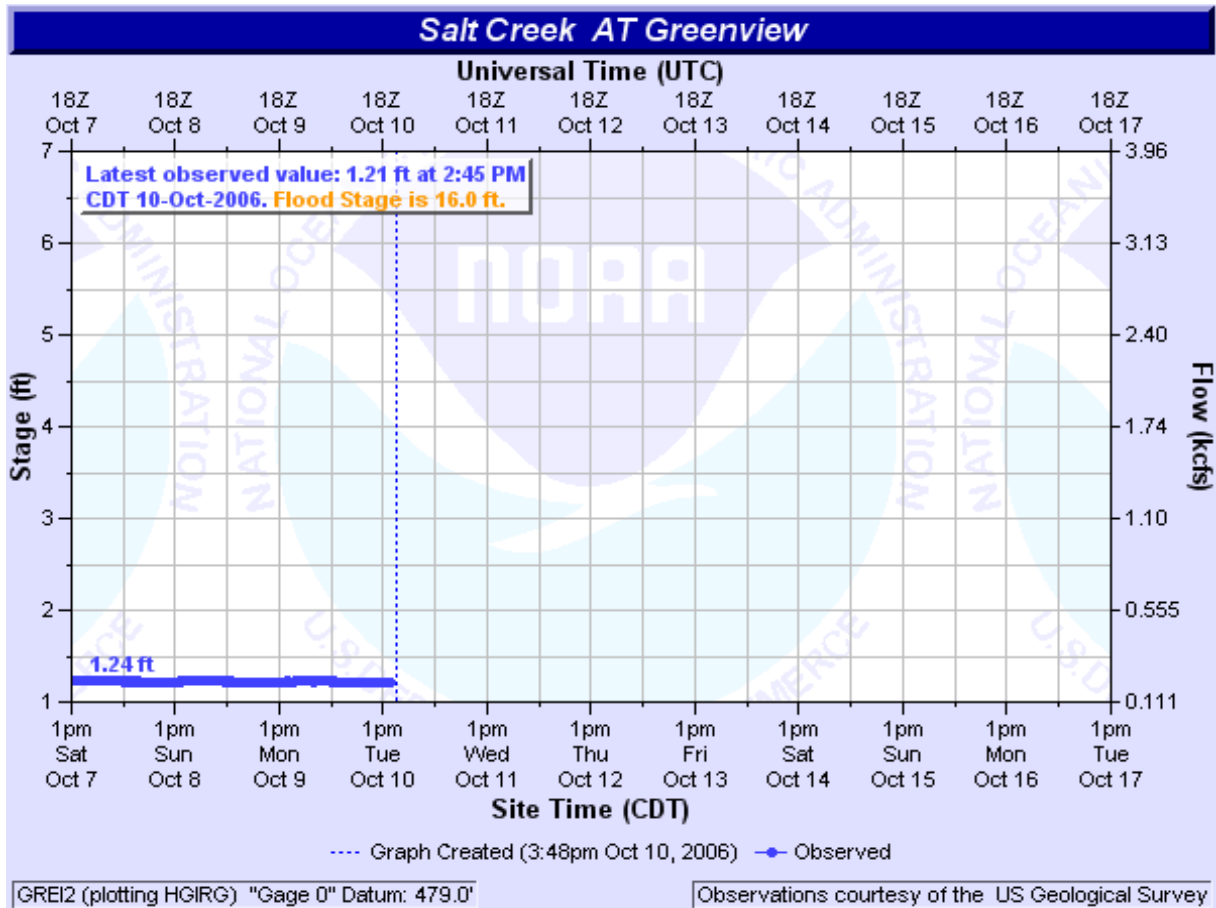 Salt Creek AT Greenview
Universal Time (UTC)
18Z 18Z 18Z 18Z 18Z 18Z 18Z 18Z 18Z 18Z 18Z
Oct 7 Oct 8 Oct 9 Oct 10 Oct 11 Oct 12 Oct 13 Oct 14 Oct 15 Oct 16 Oct 17
Latest observed value: 1.21 ft at 2:45 PM
CDT 10-Oct-2006. Flood Stage is 16.0 ft.
7 3.96
6 3.13
5 2.40
4 1.74
3 1.10
2 0.555
1 0.111
Stage (ft)
Flow (kcfs)
NOAA
NATIONAL OCEANIC ADMINISTRATION
1.24 ft
1pm 1pm 1pm 1pm 1pm 1pm 1pm 1pm 1pm 1pm 1pm
Sat Sun Mon Tue Wed Thu Fri Sat Sun Mon Tue
Oct 7 Oct 8 Oct 9 Oct 10 Oct 11 Oct 12 Oct 13 Oct 14 Oct 15 Oct 16 Oct 17
Site Time (CDT)
Graph Created (3:48pm Oct 10, 2006) Observed
GREI2 (plotting HGIRG) "Gage 0" Datum: 479.0'
Observations courtesy of the US Geological Survey